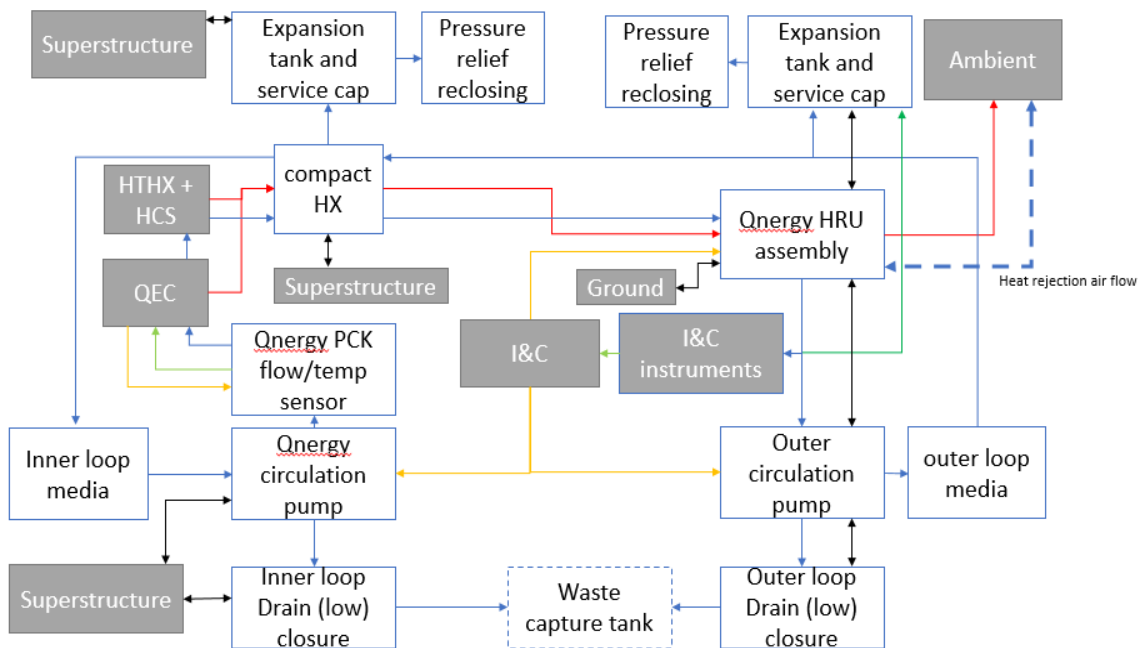 Superstructure
Expansion
tank and
service cap
Pressure
relief
reclosing
Pressure
relief
reclosing
Expansion
tank and
service cap
Ambient
HTHX +
HCS
compact
HX
Qnergy HRU
assembly
Heat rejection air flow
QEC
Superstructure
Ground
Qnergy PCK
flow/temp
sensor
I&C
I&C
instruments
Inner loop
media
Qnergy
circulation
pump
Outer
circulation
pump
outer loop
media
Superstructure
Inner loop
Drain (low)
closure
Waste
capture tank
Outer loop
Drain (low)
closure